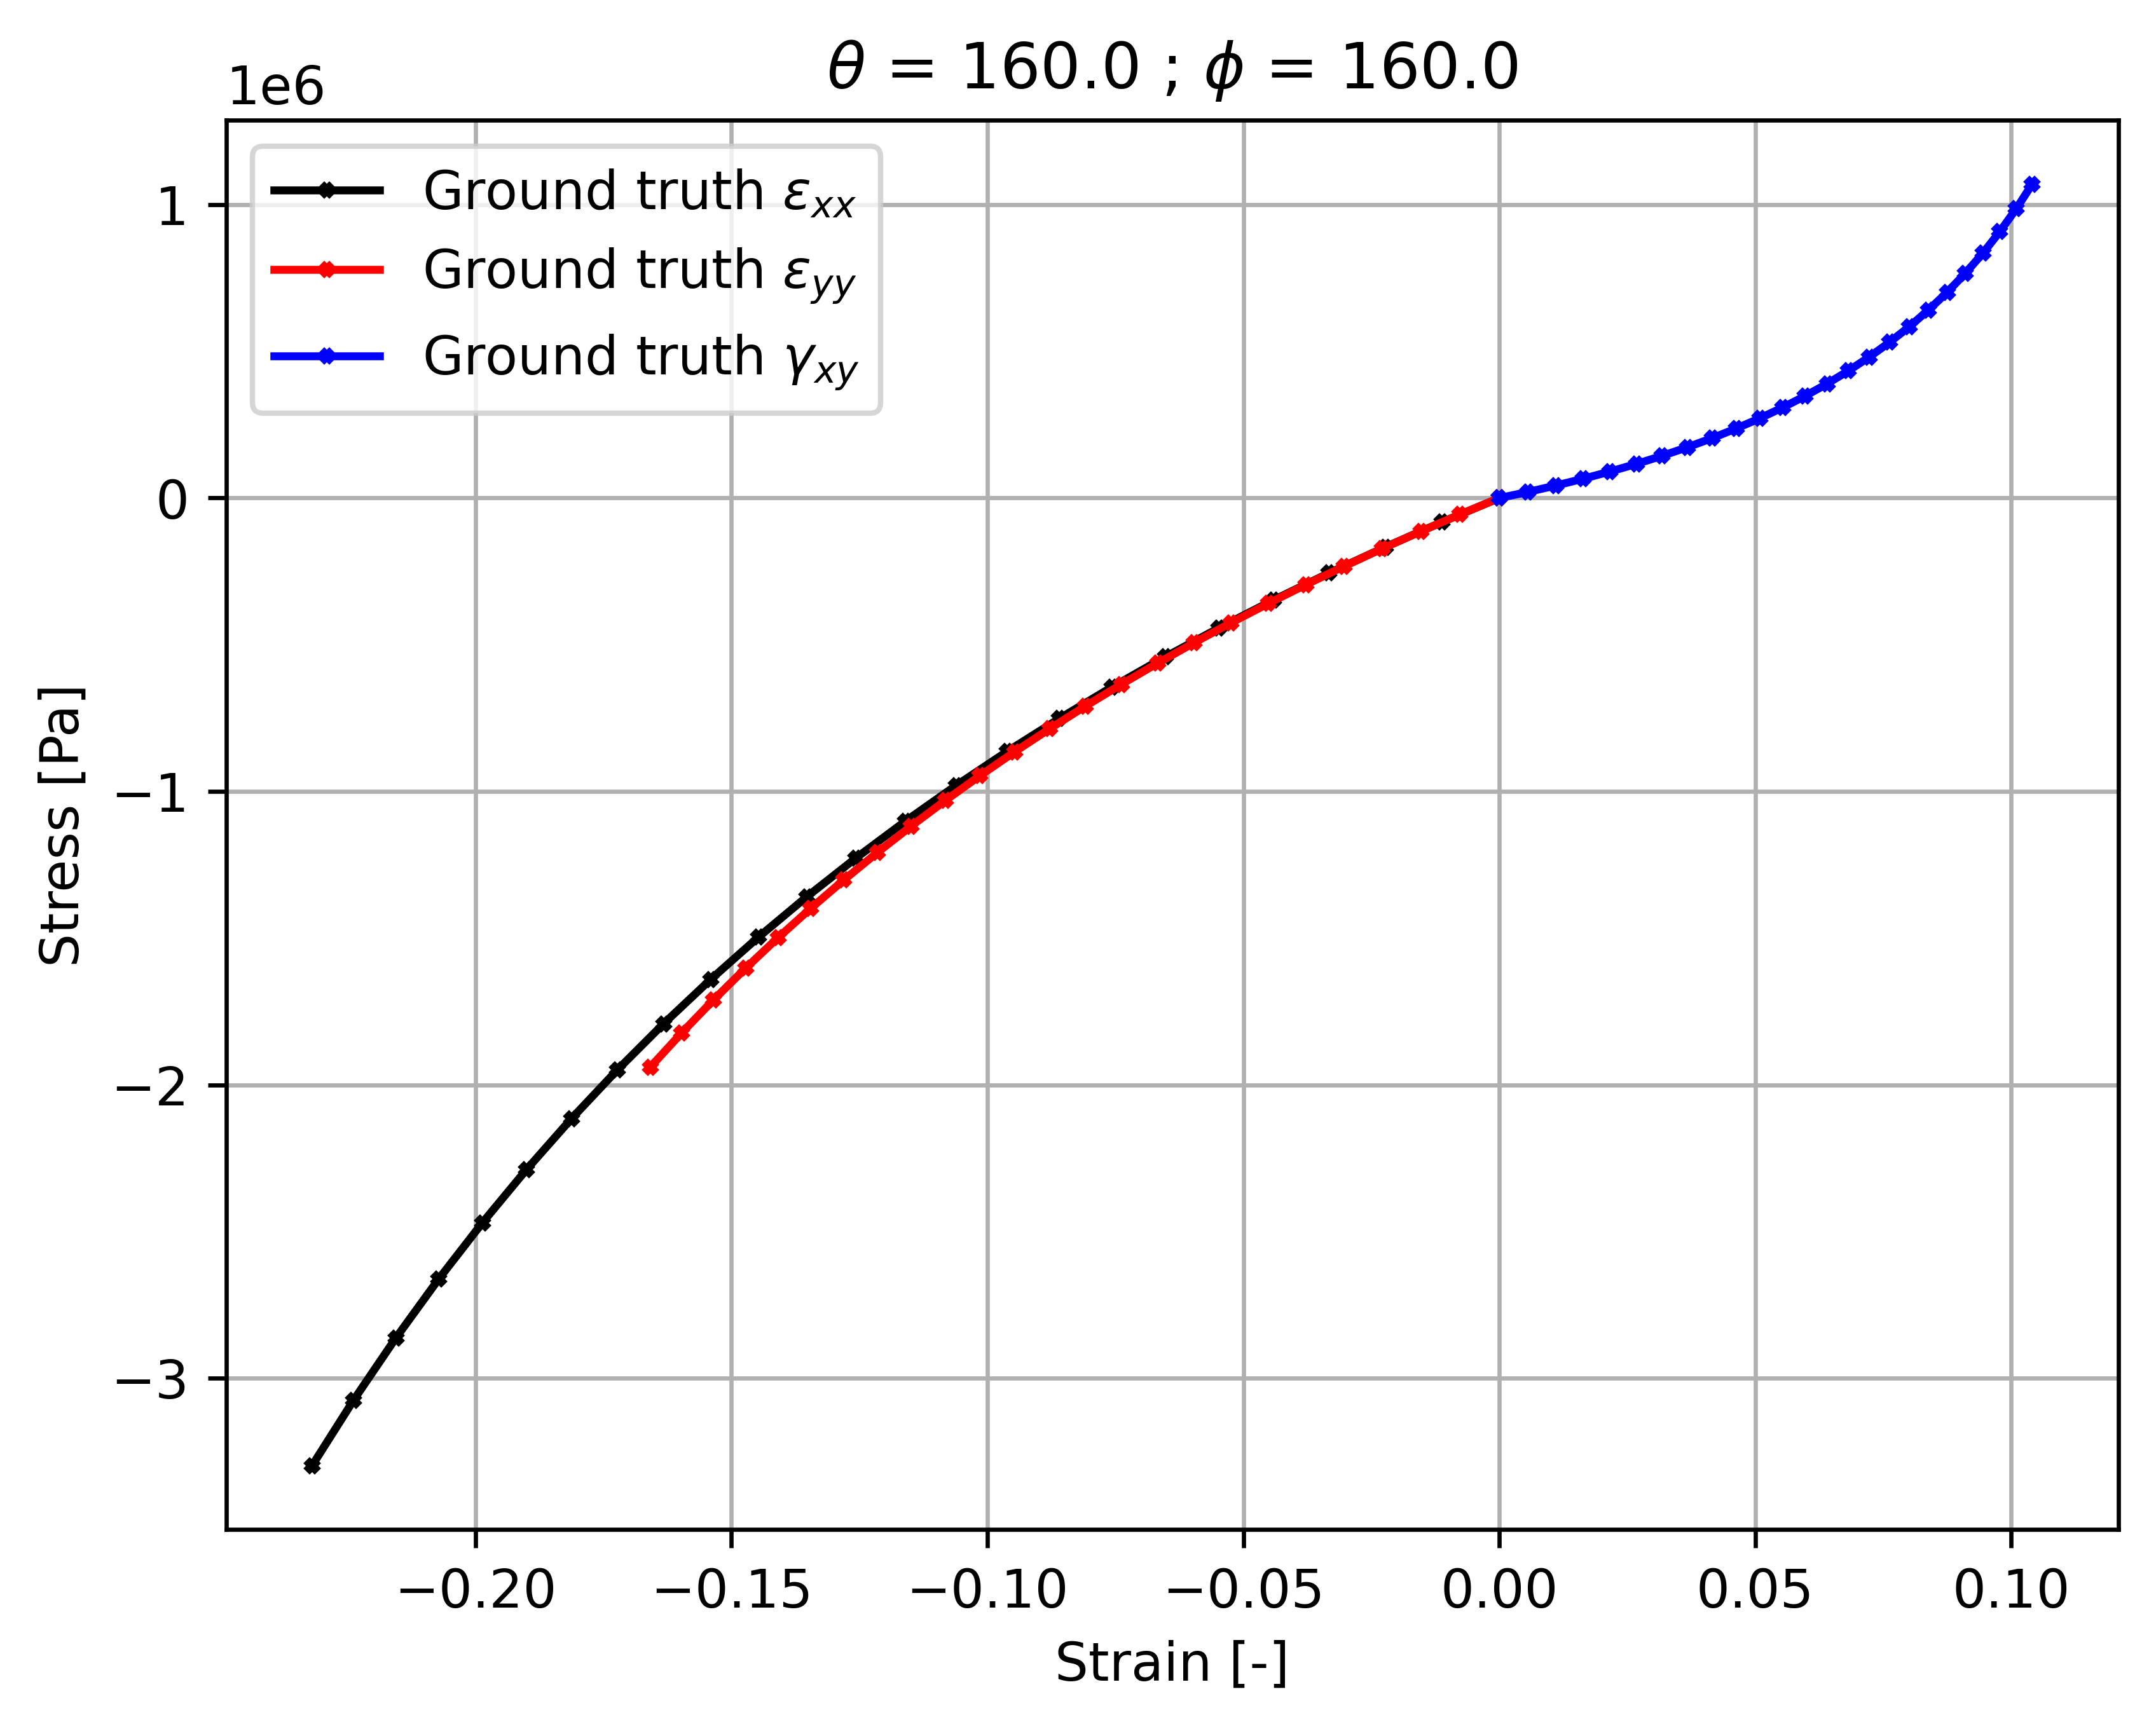 θ = 160.0 ; ϕ = 160.0
1e6
Ground truth εxx
Ground truth εyy
Ground truth γxy
1
0
−1
−2
−3
Stress [Pa]
−0.20 −0.15 −0.10 −0.05 0.00 0.05 0.10
Strain [-]